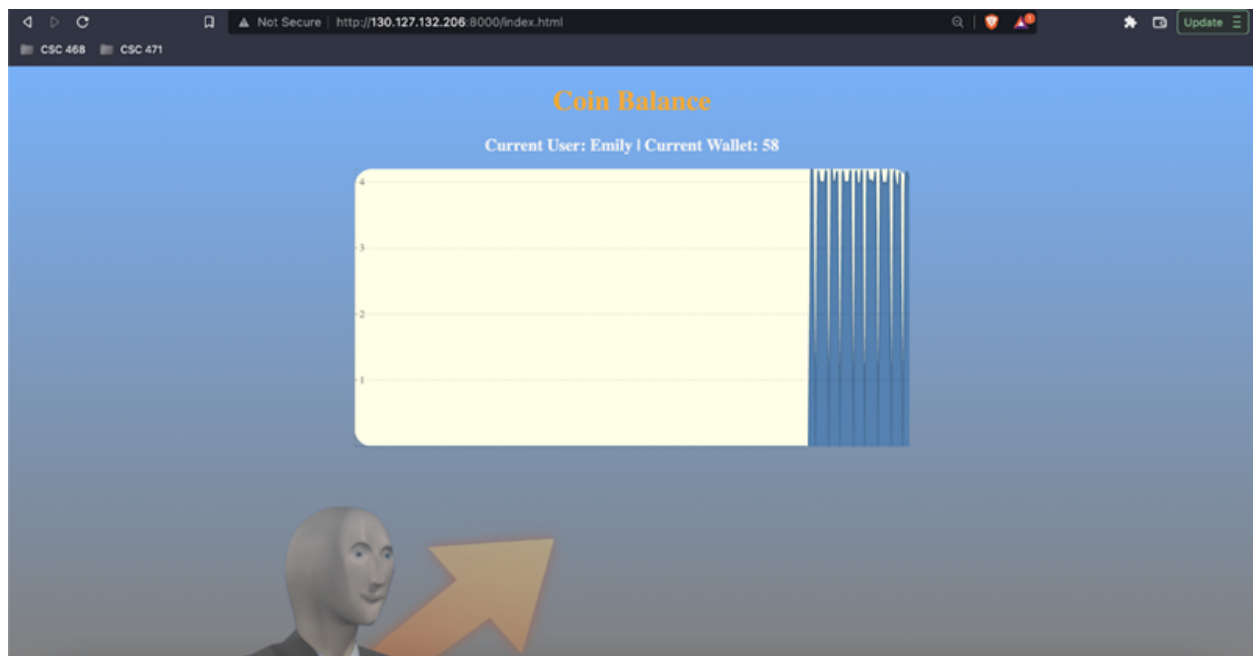 Not Secure | http://130.127.132.206:8000/index.html
Update
CSC 468 CSC 471
Coin Balance
Current User: Emily | Current Wallet: 58
4
3
2
1